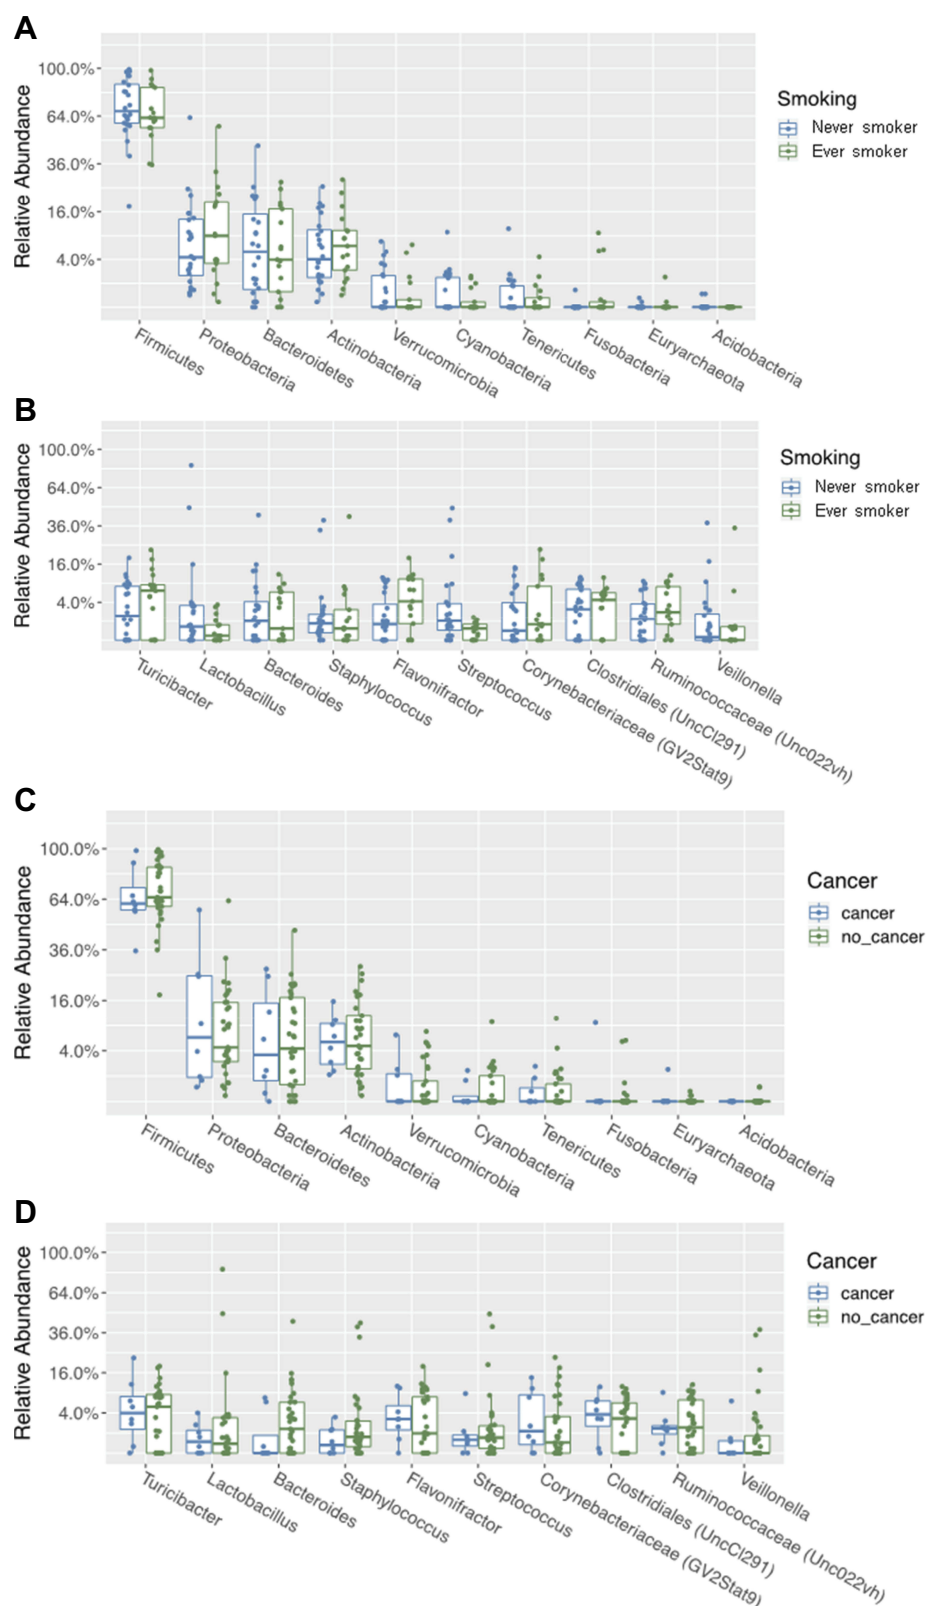 A
100.0%
64.0%
36.0%
16.0%
4.0%
Relative Abundance
Firmicutes
Proteobacteria
Bacteroidetes
Actinobacteria
Verrucomicrobia
Cyanobacteria
Tenericutes
Fusobacteria
Euryarchaeota
Acidobacteria
Smoking
Never smoker
Ever smoker
B
100.0%
64.0%
36.0%
16.0%
4.0%
Relative Abundance
Turicibacter
Lactobacillus
Bacteroides
Staphylococcus
Flavonifractor
Streptococcus
Corynebacteriaceae (GV2Stat9)
Clostridiales (UncCl291)
Ruminococcaceae (Unc022vh)
Veillonella
Smoking
Never smoker
Ever smoker
C
100.0%
64.0%
36.0%
16.0%
4.0%
Relative Abundance
Firmicutes
Proteobacteria
Bacteroidetes
Actinobacteria
Verrucomicrobia
Cyanobacteria
Tenericutes
Fusobacteria
Euryarchaeota
Acidobacteria
Cancer
cancer
no_cancer
D
100.0%
64.0%
36.0%
16.0%
4.0%
Relative Abundance
Turicibacter
Lactobacillus
Bacteroides
Staphylococcus
Flavonifractor
Streptococcus
Corynebacteriaceae (GV2Stat9)
Clostridiales (UncCl291)
Ruminococcaceae (Unc022vh)
Veillonella
Cancer
cancer
no_cancer